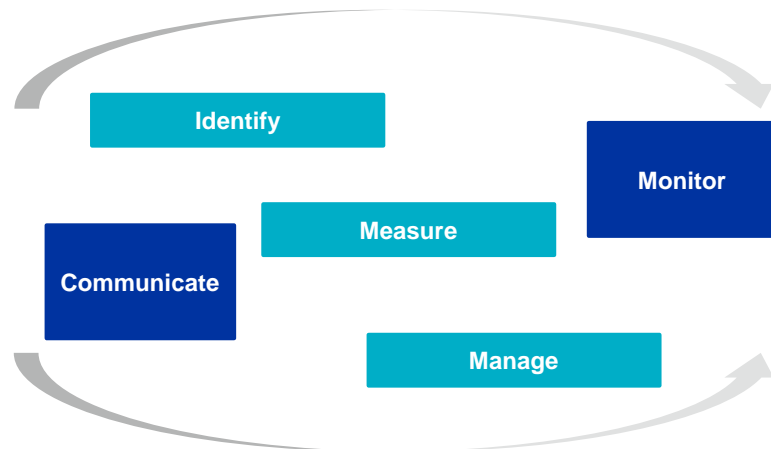 Identify
Monitor
Measure
Communicate
Manage